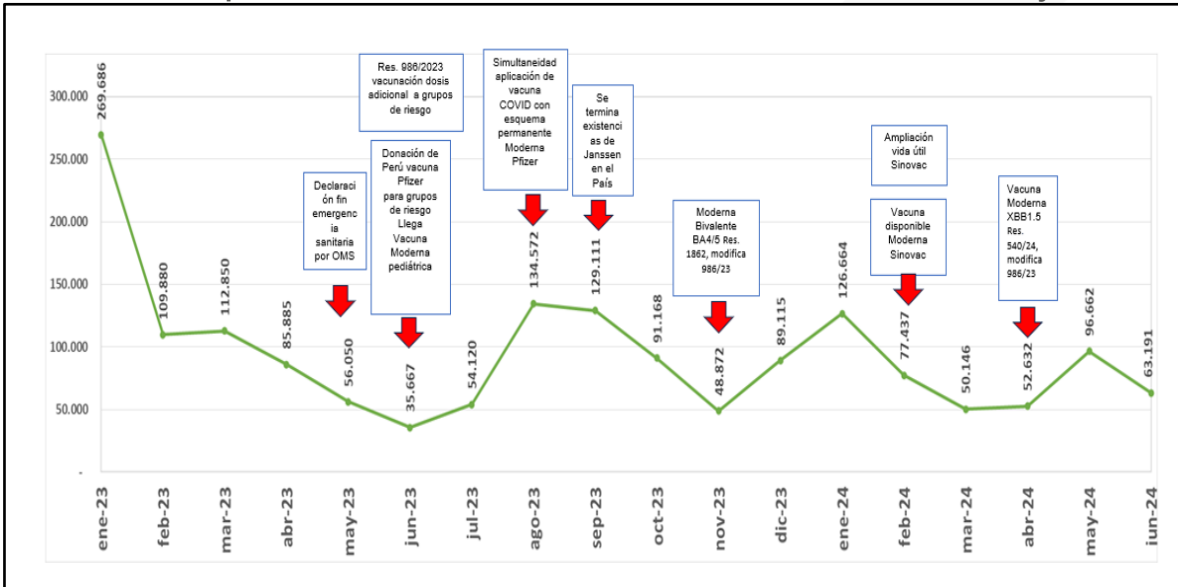 300.000
250.000
200.000
150.000
100.000
50.000
-
269.686
109.880
112.850
85.885
56.050
35.667
54.120
134.572
129.111
91.168
48.872
89.115
126.664
77.437
50.146
52.632
96.662
63.191
Declaraci
ón fin
emergenc
ia
sanitaria
por OMS
Res. 986/2023
vacunación dosis
adicional a grupos
de riesgo
Donación de
Perú vacuna
Pfizer
para grupos
de riesgo
Llega
Vacuna
Moderna
pediátrica
Simultaneidad
aplicación de
vacuna
COVID con
esquema
permanente
Moderna
Pfizer
Se
termina
existenci
as de
Janssen
en el
País
Moderna
Bivalente
BA4/5 Res.
1862, modifica
986/23
Ampliación
vida útil
Sinovac
Vacuna
disponible
Moderna
Sinovac
Vacuna
Moderna
XBB1.5
Res.
540/24,
modifica
986/23
ene-23
feb-23
mar-23
abr-23
may-23
jun-23
jul-23
ago-23
sep-23
oct-23
nov-23
dic-23
ene-24
feb-24
mar-24
abr-24
may-24
jun-24